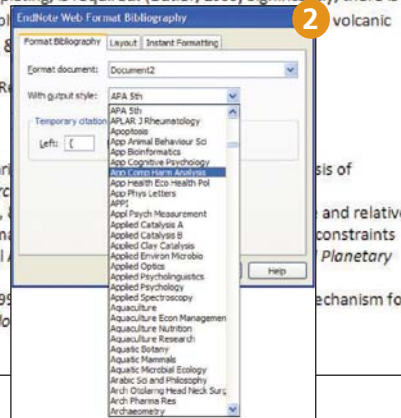 EndNote Web Format Bibliography
2
volcanic
Format Bibliography Layout Instant Formatting
Format document: Document2
With output style: APA 5th
APA 5th
APLAR J Rheumatology
Temporary citation
Apoptosis
Left: {
App Animal Behaviour Sci
App Bioinformatics
App Cognitive Psychology
App Comp Harm Analysis
sis of
App Health Eco Health Pol
App Phys Letters
APPI
Appl Psych Measurement
and relative
Applied Catalysis A
Applied Catalysis B
constraints
Applied Clay Catalysis
Applied Environ Microbio
Planetary
Applied Optics
Help
Applied Psycholinguistics
Applied Psychology
Applied Spectroscopy
echanism fo
Aquaculture
Aquaculture Econ Managemen
Aquaculture Nutrition
Aquaculture Research
Aquatic Botany
Aquatic Mammals
Aquatic Microbial Ecology
Arabic Sci and Philosophy
Arch Otolarng Head Neck Surg
Arch Pharma Res
Archaeometry